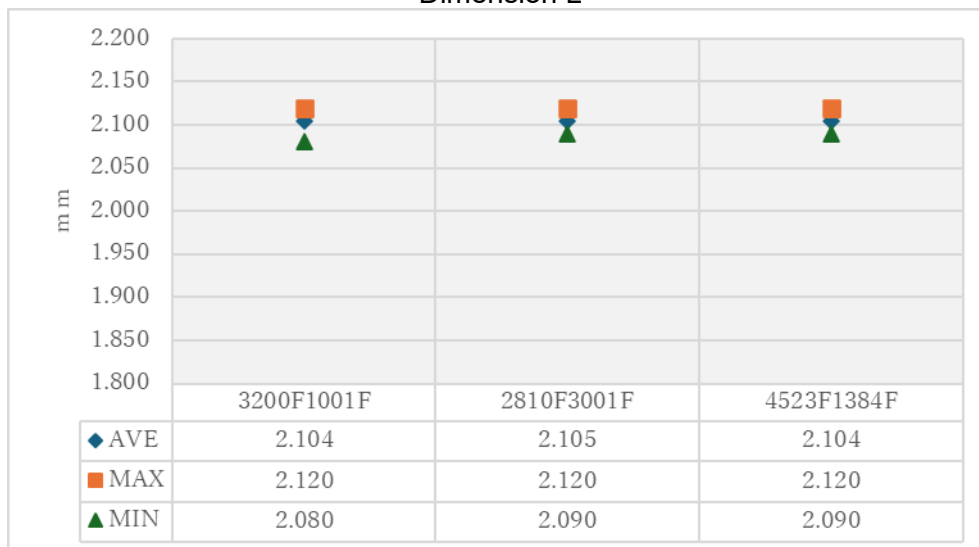 Dimension L
2.200
2.150
2.100
2.050
2.000
1.950
1.900
1.850
1.800
mm
3200F1001F 2810F3001F 4523F1384F
AVE 2.104 2.105 2.104
MAX 2.120 2.120 2.120
MIN 2.080 2.090 2.090